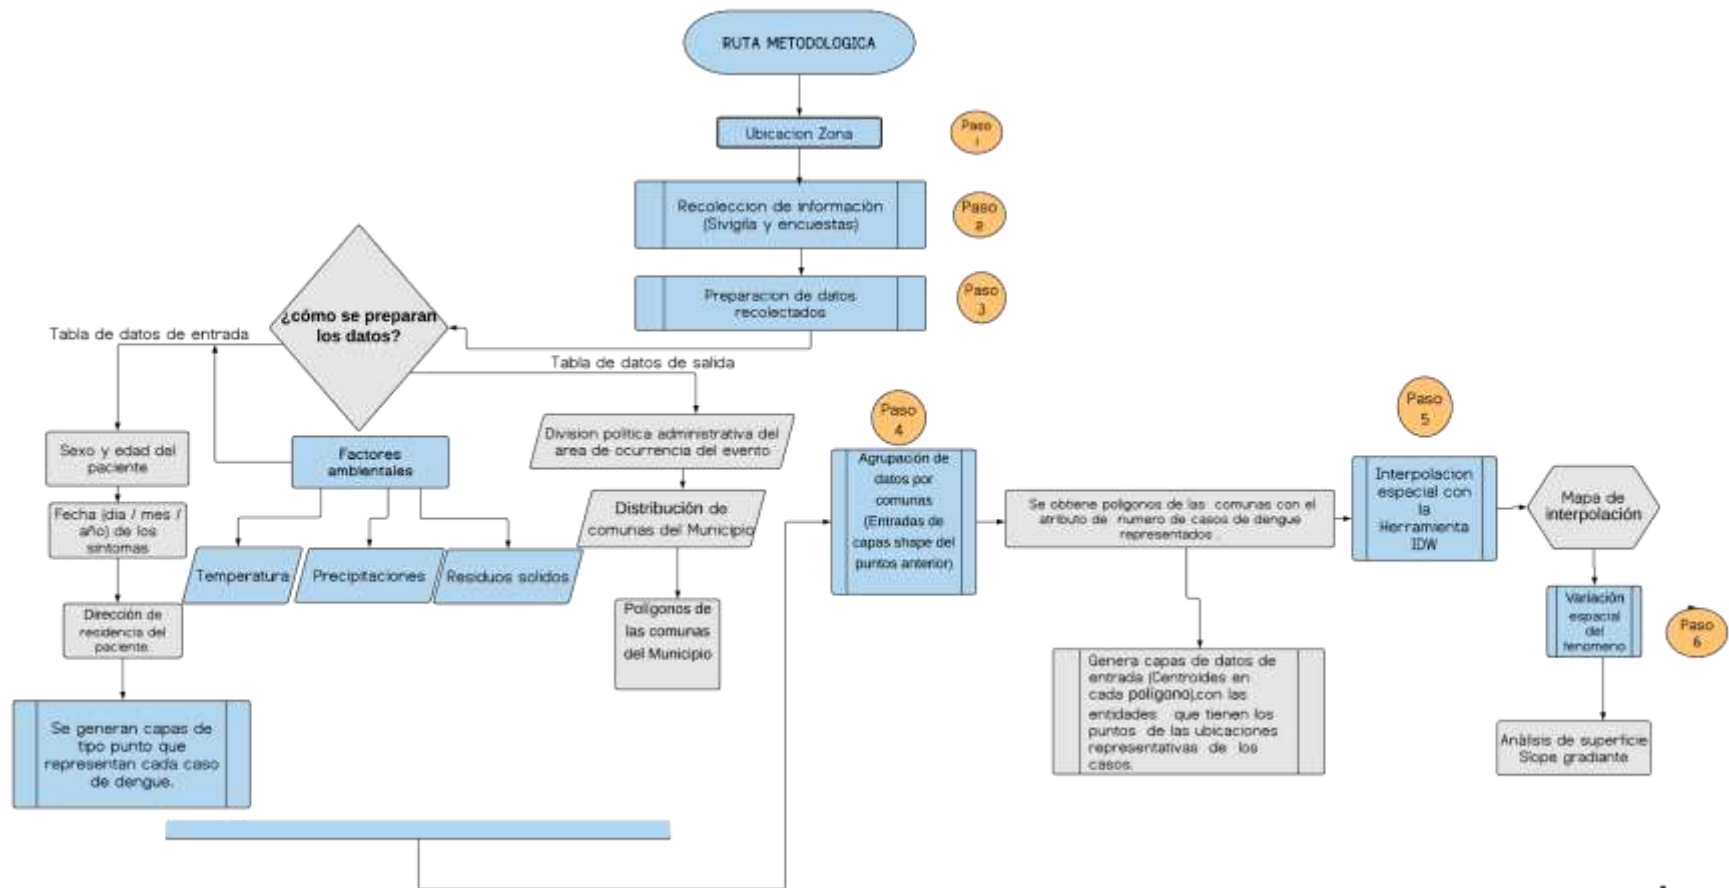 RUTA METODOLOGICA
Ubicacion Zona
Paso
1
Recoleccion de informaciòn
(Sivigila y encuestas)
Paso
2
Preparacion de datos
recolectados
Paso
3
¿cómo se preparan
los datos?
Tabla de datos de entrada
Tabla de datos de salida
Sexo y edad del
paciente
Fecha (dia / mes /
año) de los
sintomas
Dirección de
residencia del
paciente.
Se generan capas de
tipo punto que
representan cada caso
de dengue.
Factores
ambientales
Temperatura
Precipitaciones
Residuos solidos
Division politica administrativa del
area de ocurrencia del evento
Distribución de
comunas del Municipio
Polígonos de
las comunas
del Municipio
Paso
4
Agrupación de
datos por
comunas
(Entradas de
capas shape del
puntos anterior)
Se obtiene poligonos de las comunas con el
atributo de numero de casos de dengue
representados .
Genera capas de datos de
entrada (Centroides en
cada polígono),con las
entidades que tienen los
puntos de las ubicaciones
representativas de los
casos.
Paso
5
Interpolacion
espacial con
la
Herramienta
IDW
Mapa de
interpolación
Variación
espacial
del
fenomeno
Paso
6
Anàlisis de superficie
Slope gradiante